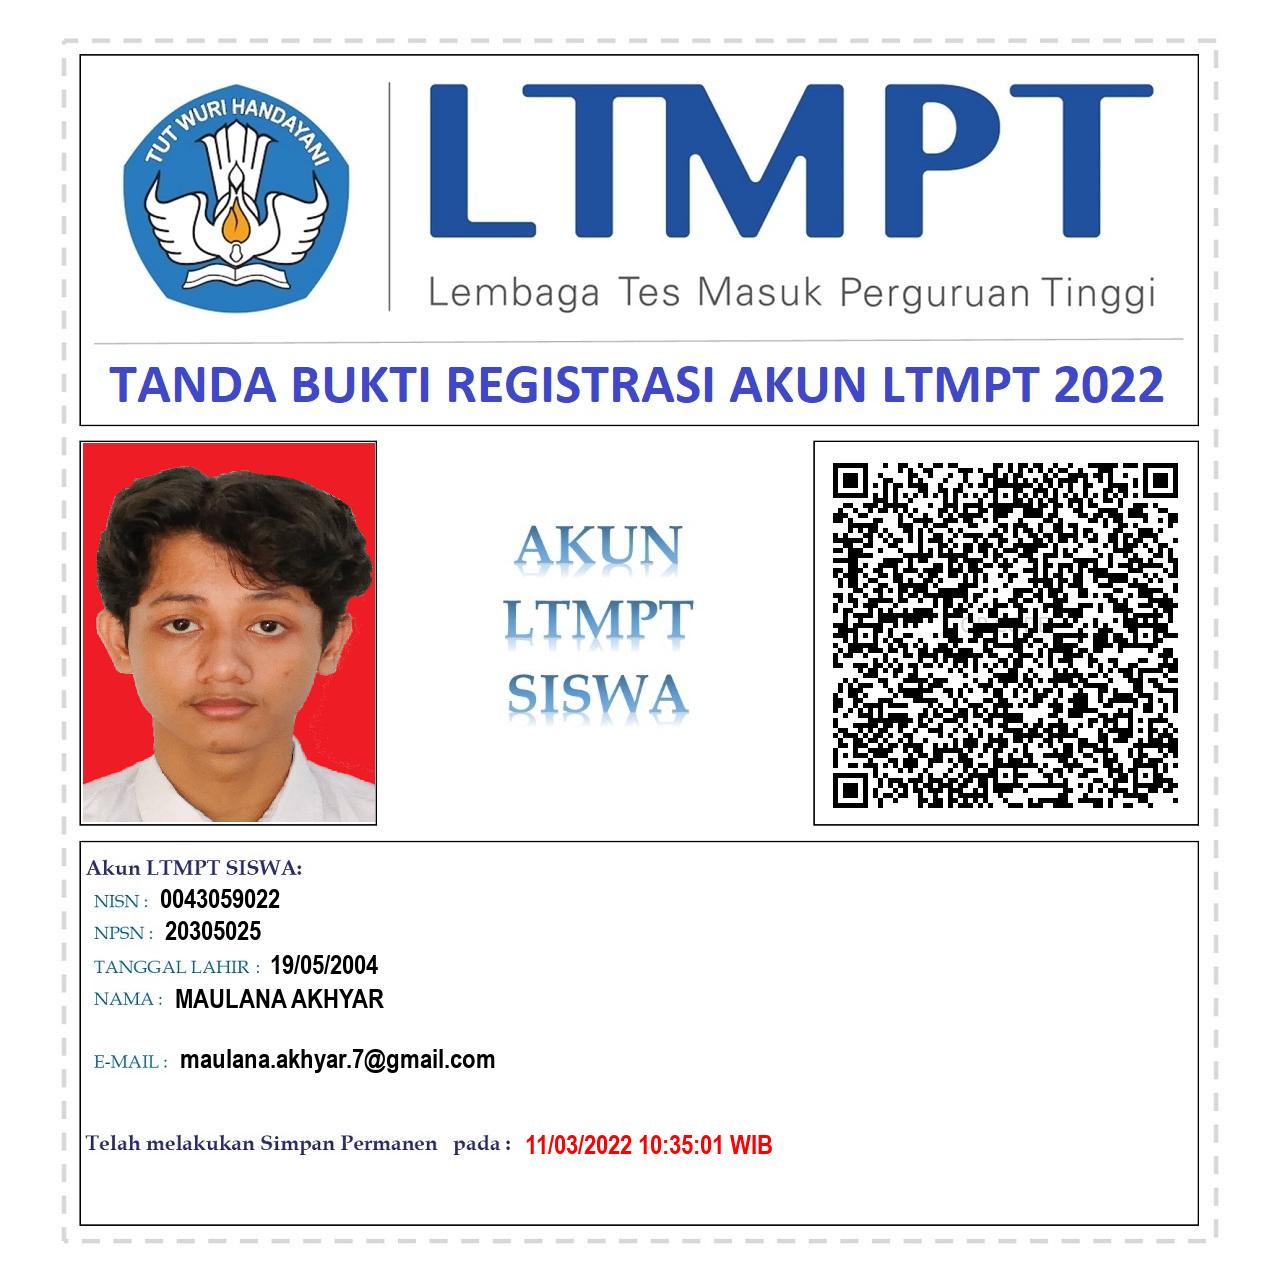 TUT WURI HANDAYANI
LTMPT
Lembaga Tes Masuk Perguruan Tinggi
TANDA BUKTI REGISTRASI AKUN LTMPT 2022
AKUN
LTMPT
SISWA
Akun LTMPT SISWA:
NISN : 0043059022
NPSN : 20305025
TANGGAL LAHIR : 19/05/2004
NAMA : MAULANA AKHYAR
E-MAIL : maulana.akhyar.7@gmail.com
Telah melakukan Simpan Permanen pada : 11/03/2022 10:35:01 WIB